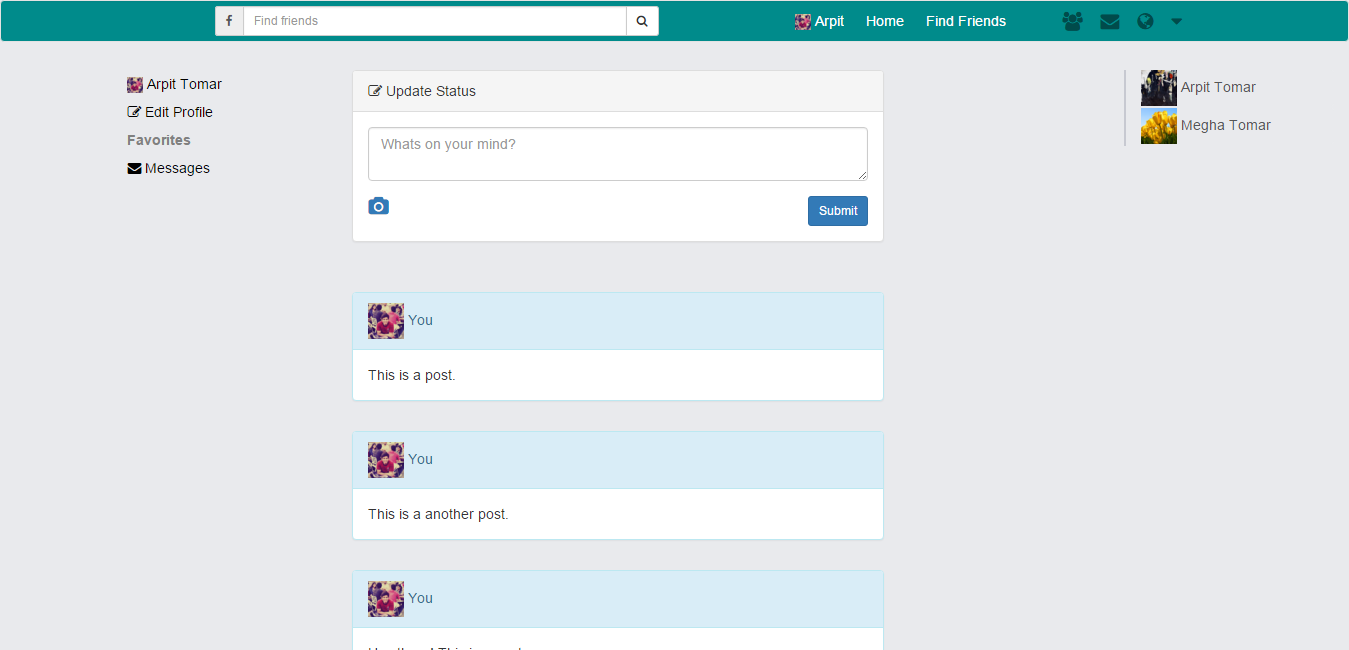 Find friends
Arpit
Home
Find Friends
Arpit Tomar
Edit Profile
Favorites
Messages
Update Status
Whats on your mind?
Submit
You
This is a post.
You
This is a another post.
You
Arpit Tomar
Megha Tomar